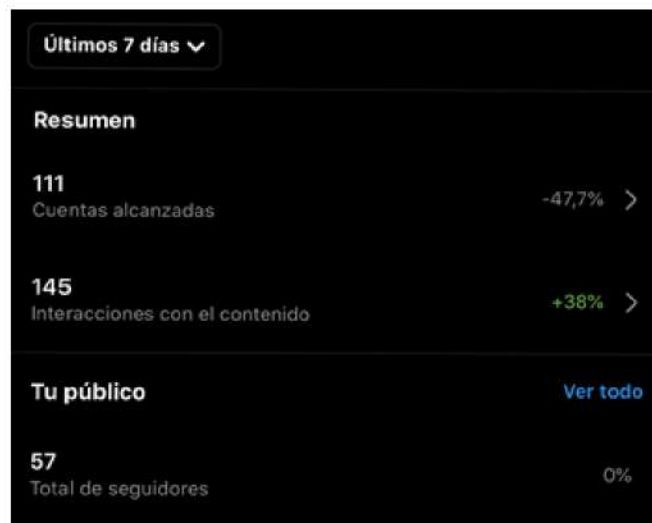 Últimos 7 días
Resumen
111
Cuentas alcanzadas
-47,7%
145
Interacciones con el contenido
+38%
Tu público
Ver todo
57
Total de seguidores
0%